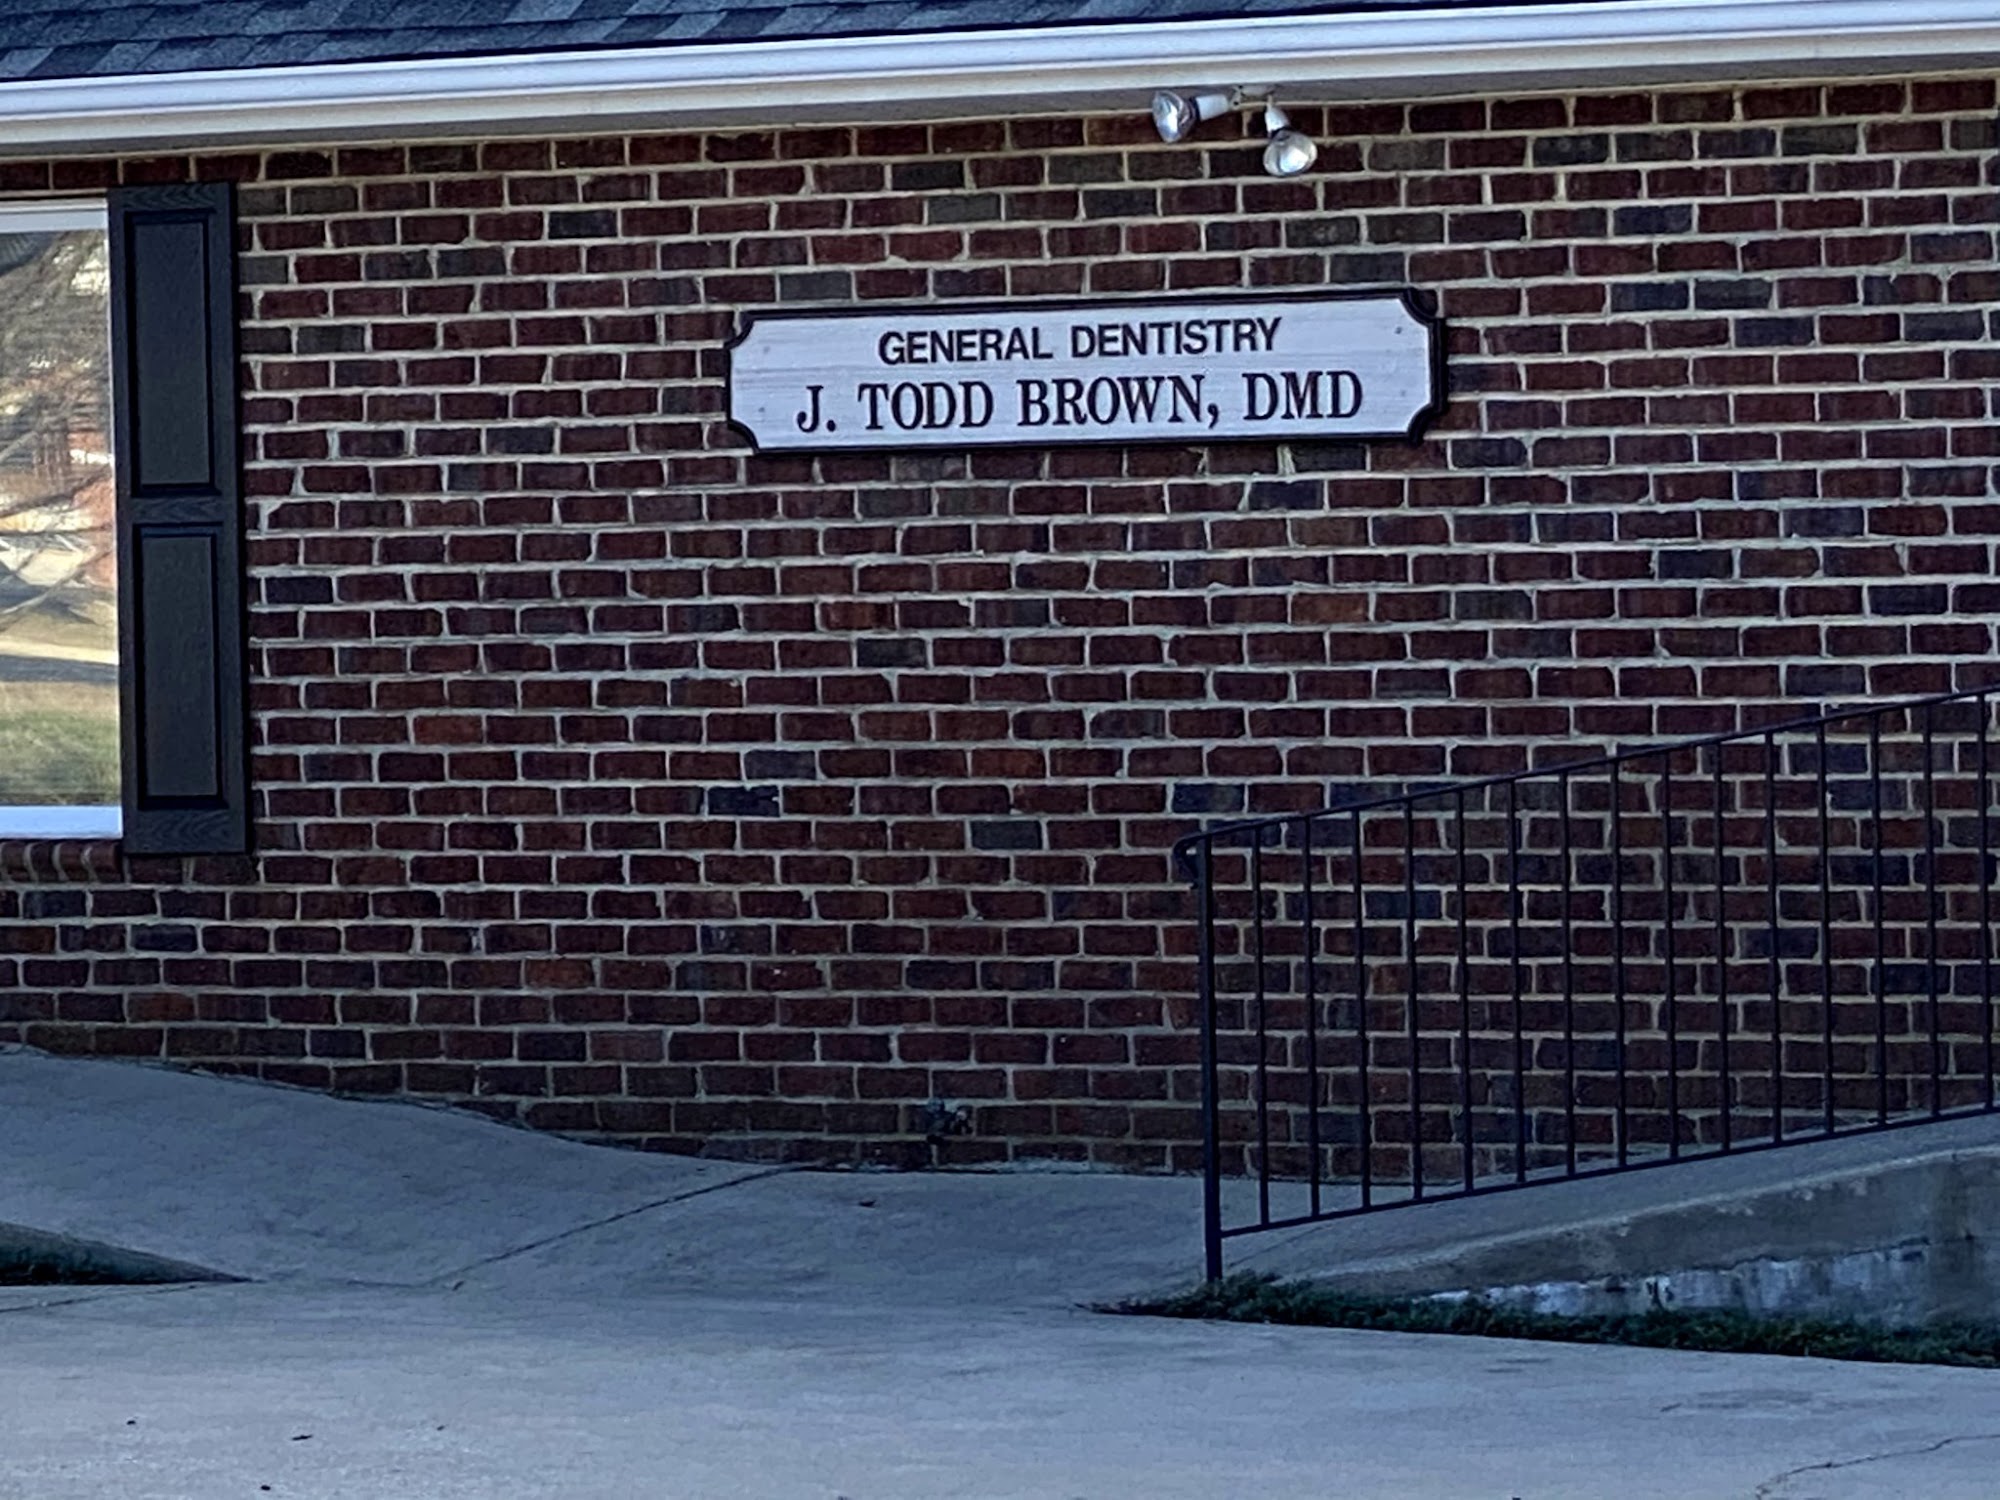 GENERAL DENTISTRY
J. TODD BROWN, DMD